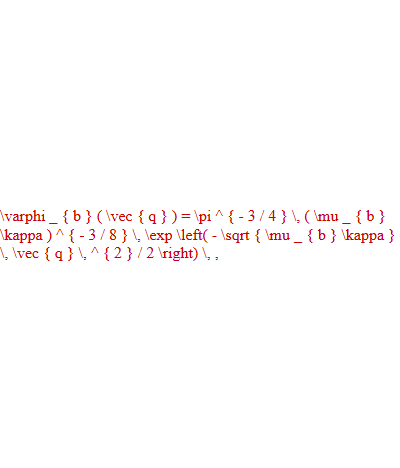 \varphi _ { b } ( \vec { q } ) = \pi ^ { - 3 / 4 } \, ( \mu _ { b }
\kappa ) ^ { - 3 / 8 } \, \exp \left( - \sqrt { \mu _ { b } \kappa }
\, \vec { q } \, ^ { 2 } / 2 \right) \, ,